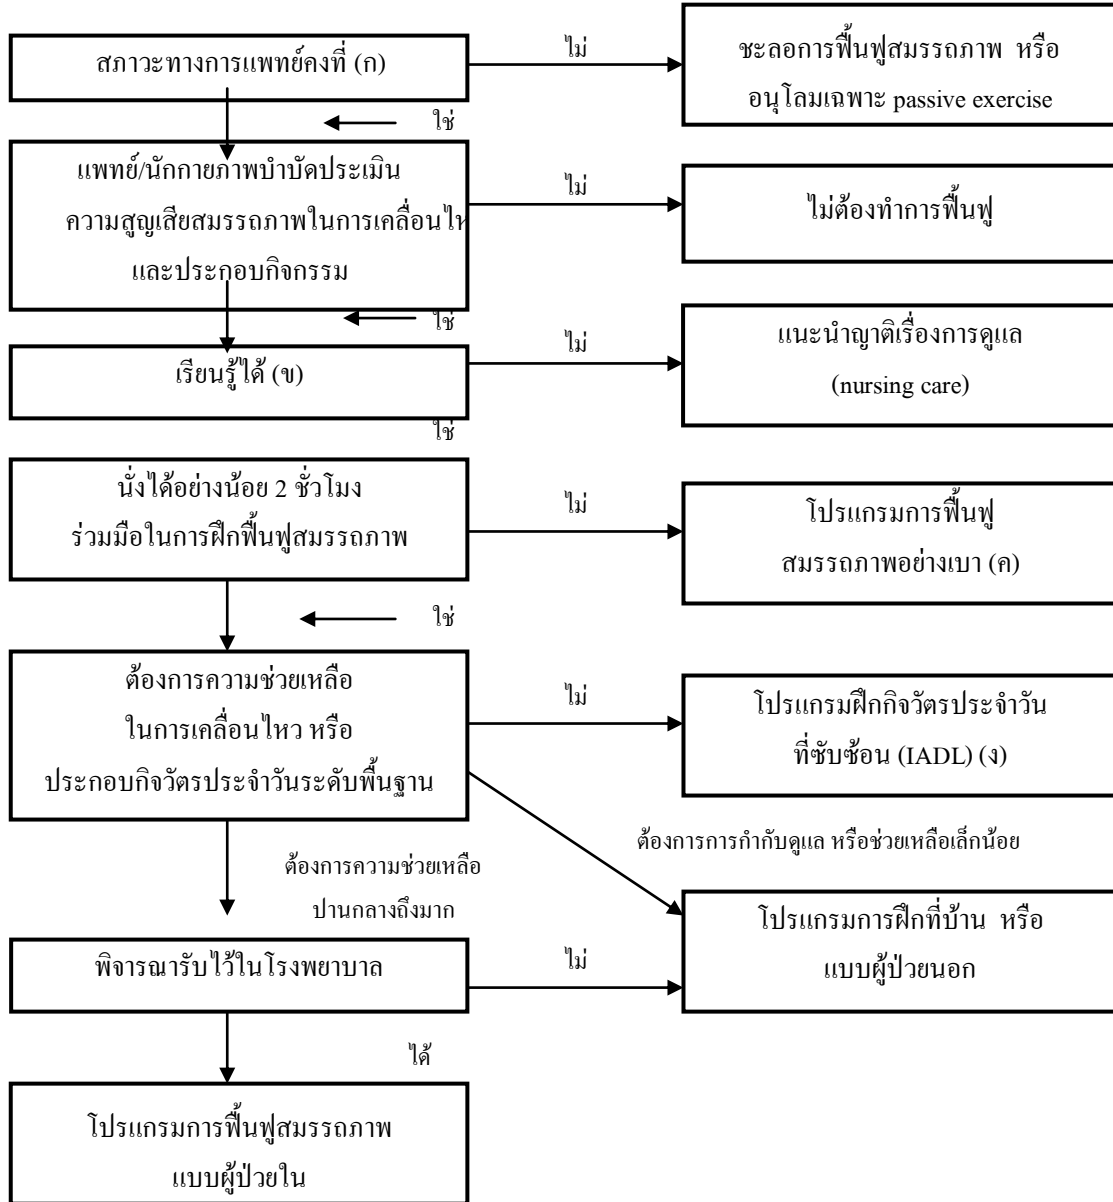 สภาวะทางการแพทย์คงที่ (ก)
ไม่
ชะลอการฟื้นฟูสมรรถภาพ หรือ
อนุโลมเฉพาะ passive exercise
ใช่
แพทย์/นักกายภาพบำบัดประเมิน
ความสูญเสียสมรรถภาพในการเคลื่อนไห
และประกอบกิจกรรม
ไม่
ไม่ต้องทำการฟื้นฟู
ใช่
เรียนรู้ได้ (ข)
ไม่
แนะนำญาติเรื่องการดูแล
(nursing care)
ใช่
นั่งได้อย่างน้อย 2 ชั่วโมง
ร่วมมือในการฝึกฟื้นฟูสมรรถภาพ
ไม่
โปรแกรมการฟื้นฟู
สมรรถภาพอย่างเบา (ค)
ใช่
ต้องการความช่วยเหลือ
ในการเคลื่อนไหว หรือ
ประกอบกิจวัตรประจำวันระดับพื้นฐาน
ไม่
โปรแกรมฝึกกิจวัตรประจำวัน
ที่ซับซ้อน (IADL) (ง)
ต้องการการกำกับดูแล หรือช่วยเหลือเล็กน้อย
ต้องการความช่วยเหลือ
ปานกลางถึงมาก
พิจารณารับไว้ในโรงพยาบาล
ไม่
โปรแกรมการฝึกที่บ้าน หรือ
แบบผู้ป่วยนอก
ได้
โปรแกรมการฟื้นฟูสมรรถภาพ
แบบผู้ป่วยใน